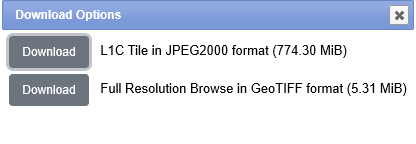 Download Options
Download L1C Tile in JPEG2000 format (774.30 MiB)
Download Full Resolution Browse in GeoTIFF format (5.31 MiB)